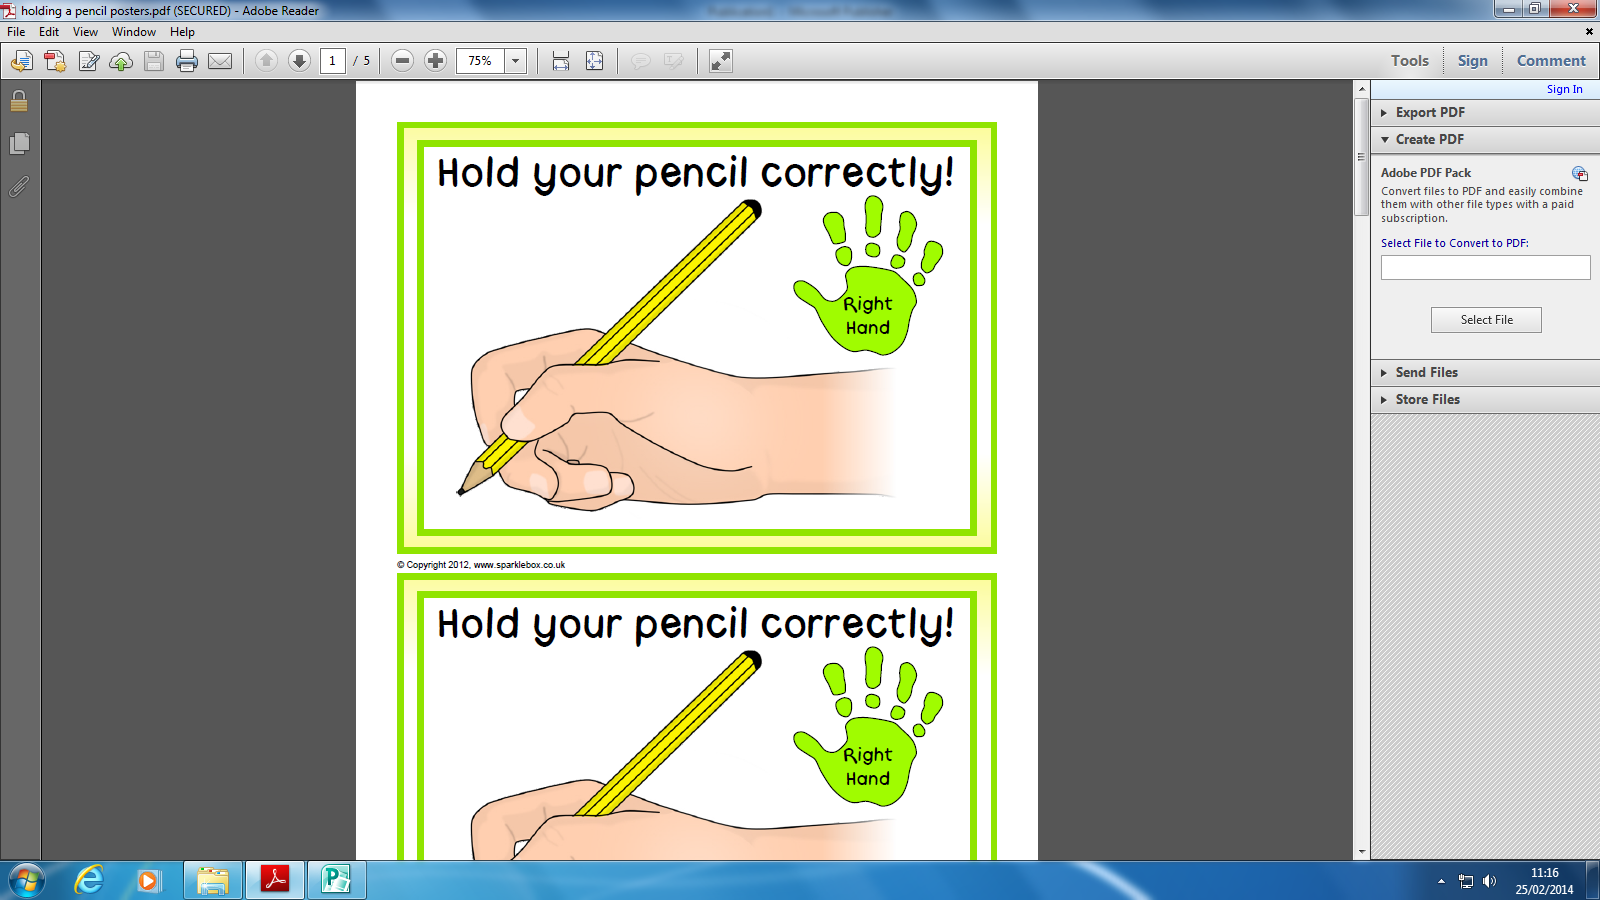 holding a pencil posters.pdf (SECURED) - Adobe Reader
File Edit View Window Help
1 / 5 75% Tools Sign Comment
Sign In
Export PDF
Create PDF
Adobe PDF Pack
Convert files to PDF and easily combine
them with other file types with a paid
subscription.
Select File to Convert to PDF:
Select File
Send Files
Store Files
Hold your pencil correctly!
Right
Hand
© Copyright 2012, www.sparklebox.co.uk
Hold your pencil correctly!
Right
Hand
11:16
25/02/2014